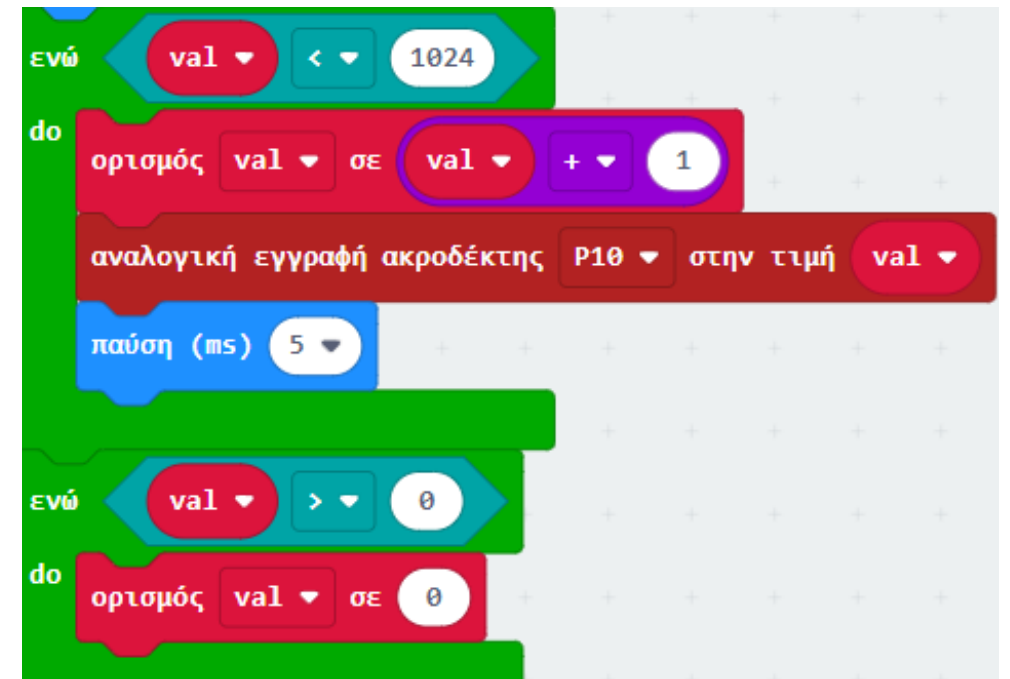 ενώ val < 1024
do
ορισμός val σε val + 1
αναλογική εγγραφή ακροδέκτης P10 στην τιμή val
παύση (ms) 5
ενώ val > 0
do
ορισμός val σε 0